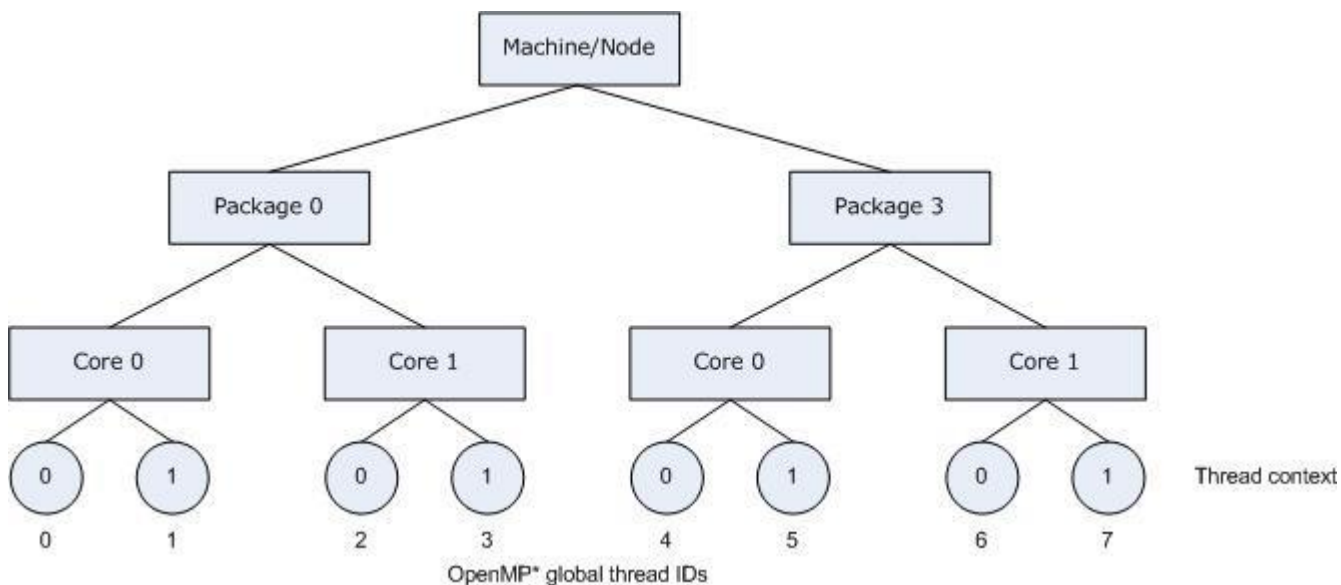 Machine/Node
Package 0
Package 3
Core 0
Core 1
Core 0
Core 1
0
1
0
1
0
1
0
1
Thread context
0
1
2
3
4
5
6
7
OpenMP* global thread IDs